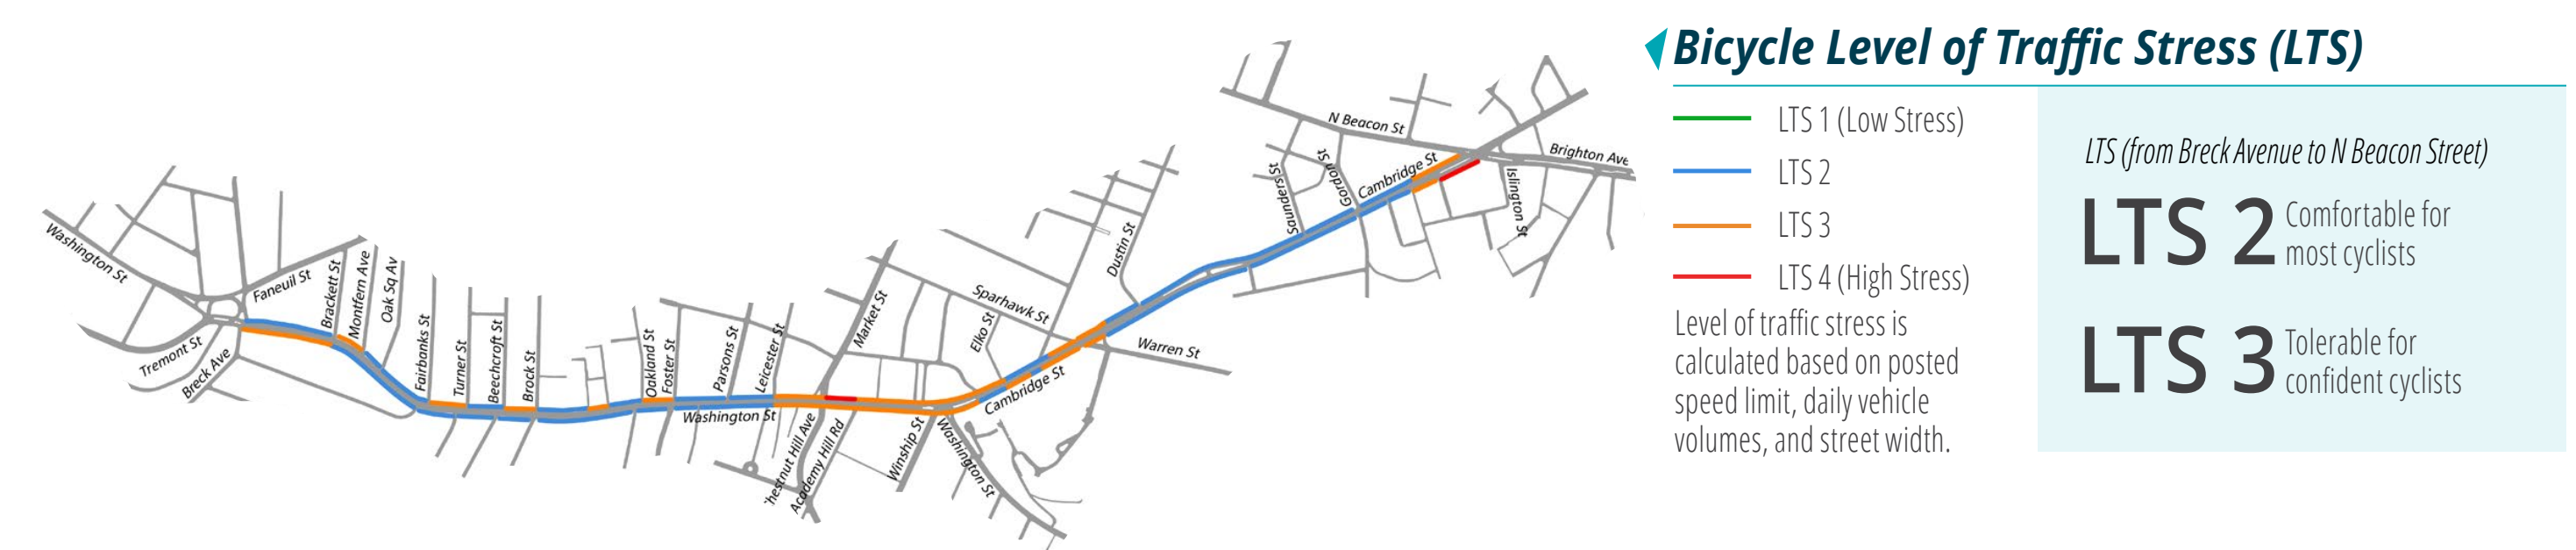 Bicycle Level of Traffic Stress (LTS)
LTS 1 (Low Stress)
LTS 2
LTS 3
LTS 4 (High Stress)
Level of traffic stress is
calculated based on posted
speed limit, daily vehicle
volumes, and street width.
LTS (from Breck Avenue to N Beacon Street)
LTS 2 Comfortable for
most cyclists
LTS 3 Tolerable for
confident cyclists
Washington St
Tremont St
Breck Ave
Faneuil St
Brackett St
Montfern Ave
Oak Sq Av
Fairbanks St
Turner St
Beechcroft St
Brock St
Oakland St
Foster St
Parsons St
Leicester St
Washington St
Market St
hestnut Hill Ave
Academy Hill Rd
Winship St
Washington St
Elko St
Sparhawk St
Cambridge St
Warren St
Dustin St
Saunders St
Gordon St
N Beacon St
Cambridge St
Islington St
Brighton Ave